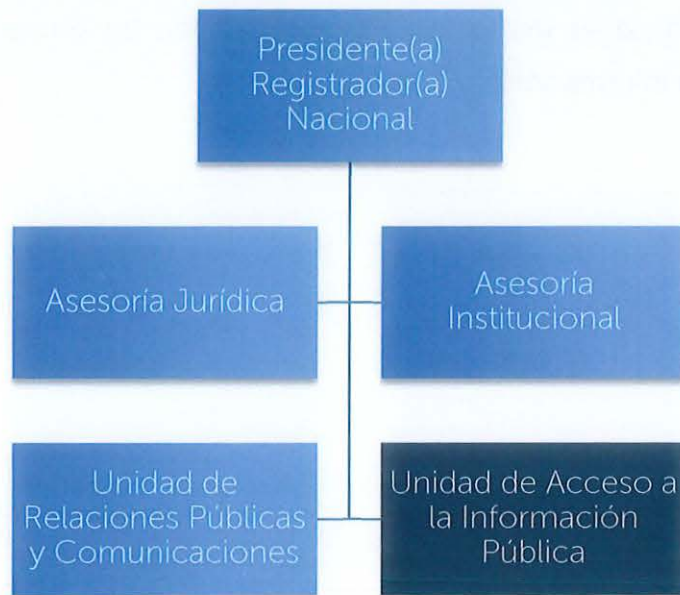 Presidente(a)
Registrador(a)
Nacional
Asesoría Jurídica
Asesoría
Institucional
Unidad de
Relaciones Públicas
y Comunicaciones
Unidad de Acceso a
la Información
Pública